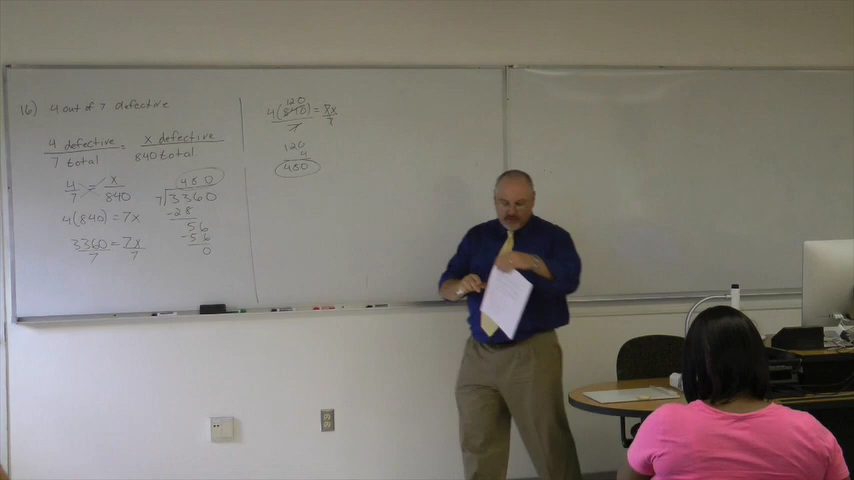 16) 4 out of 7 defective
4 defective / 7 total = x defective / 840 total
4/7 = x/840
4(840) = 7x
3360/7 = 7x/7
480
7 3360
-28
56
-56
0
120
4(840)/7 = 7x/7
120
4
480